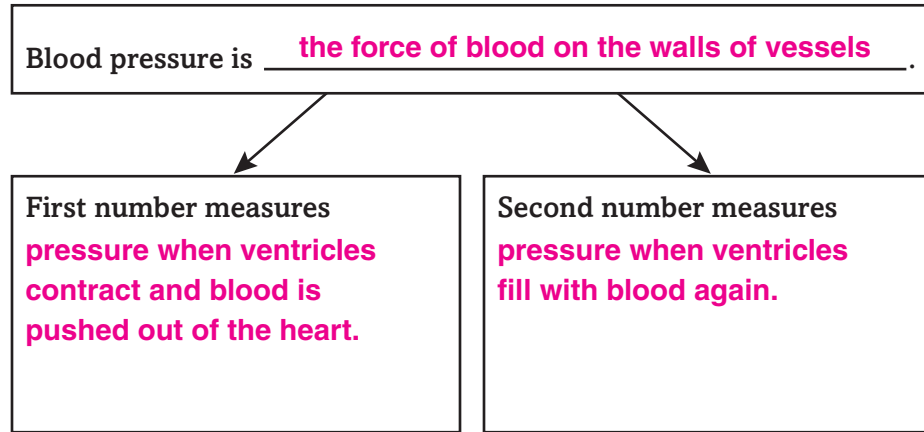 Blood pressure is the force of blood on the walls of vessels.
First number measures
pressure when ventricles
contract and blood is
pushed out of the heart.
Second number measures
pressure when ventricles
fill with blood again.